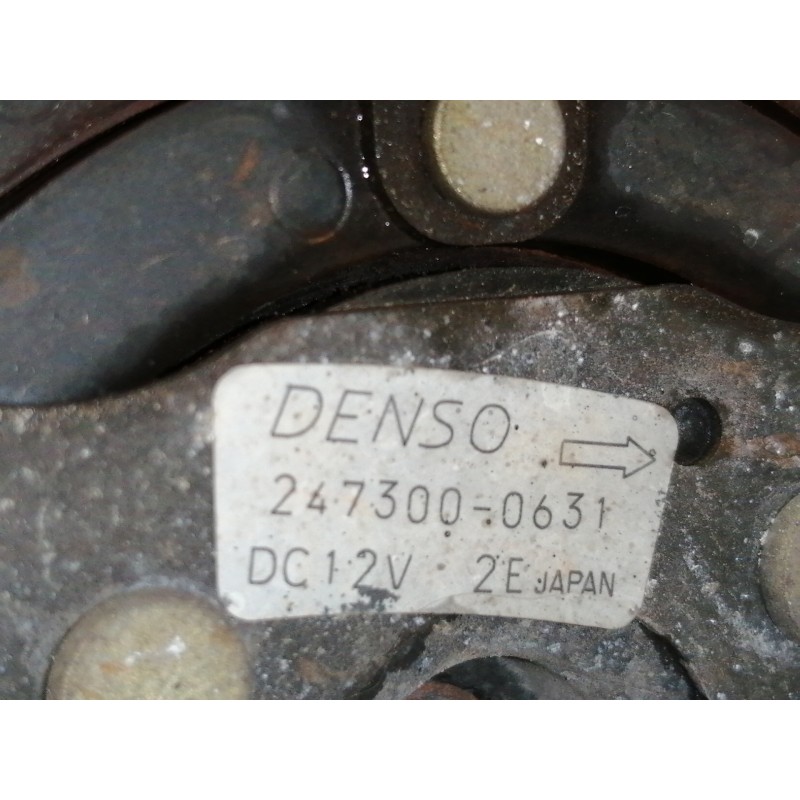 DENSO
247300-0631
DC12V 2E JAPAN